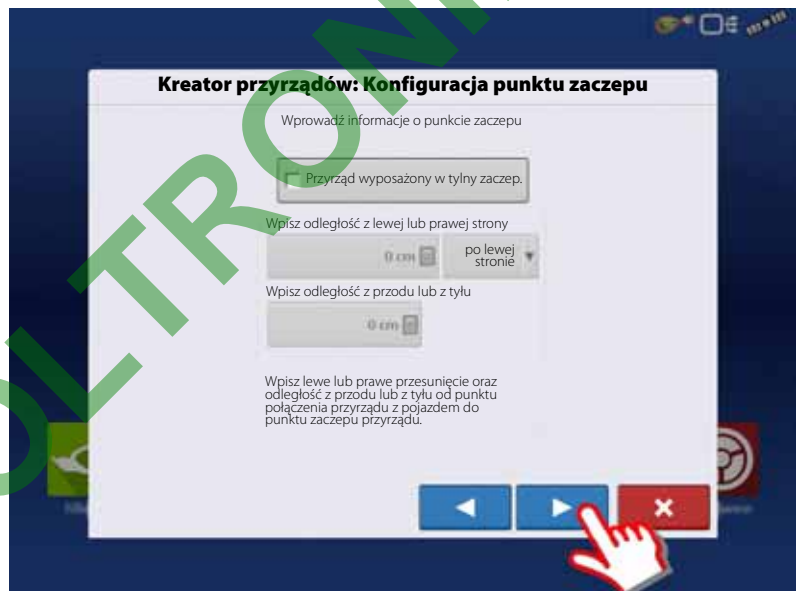 Kreator przyrządów: Konfiguracja punktu zaczepu
Wprowadź informacje o punkcie zaczepu
Przyrząd wyposażony w tylny zaczep.
Wpisz odległość z lewej lub prawej strony
0 cm
po lewej
stronie
Wpisz odległość z przodu lub z tyłu
0 cm
Wpisz lewe lub prawe przesunięcie oraz
odległość z przodu lub z tyłu od punktu
połączenia przyrządu z pojazdem do
punktu zaczepu przyrządu.